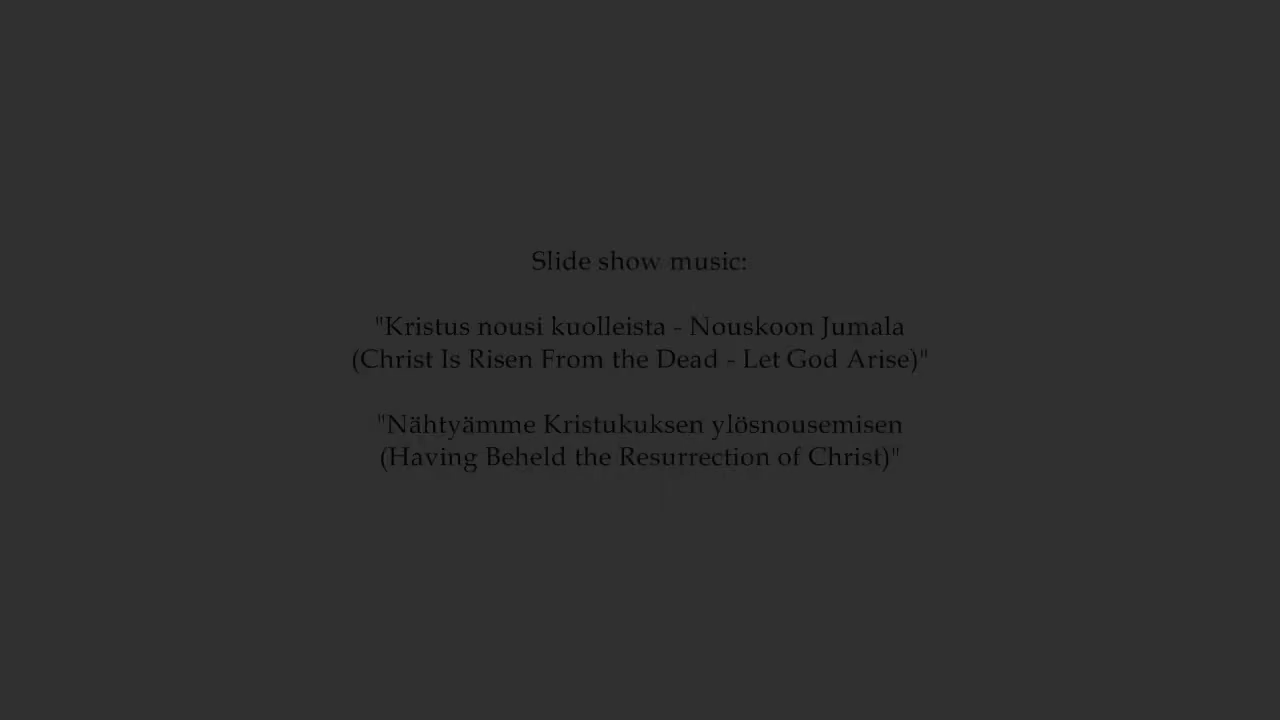 Slide show music:
"Kristus nousi kuolleista - Nouskoon Jumala
(Christ Is Risen From the Dead - Let God Arise)"
"Nähtyämme Kristukuksen ylösnousemisen
(Having Beheld the Resurrection of Christ)"